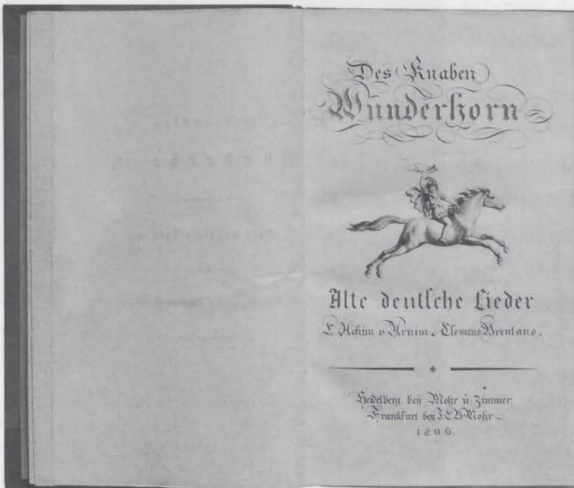 Des Knaben
Wunderhorn
Alte deutsche Lieder
L. Achim v. Arnim. Clemens Brentano.
Heidelberg bey Mohr u. Zimmer.
Frankfurt bey J. C. B. Mohr
1806.